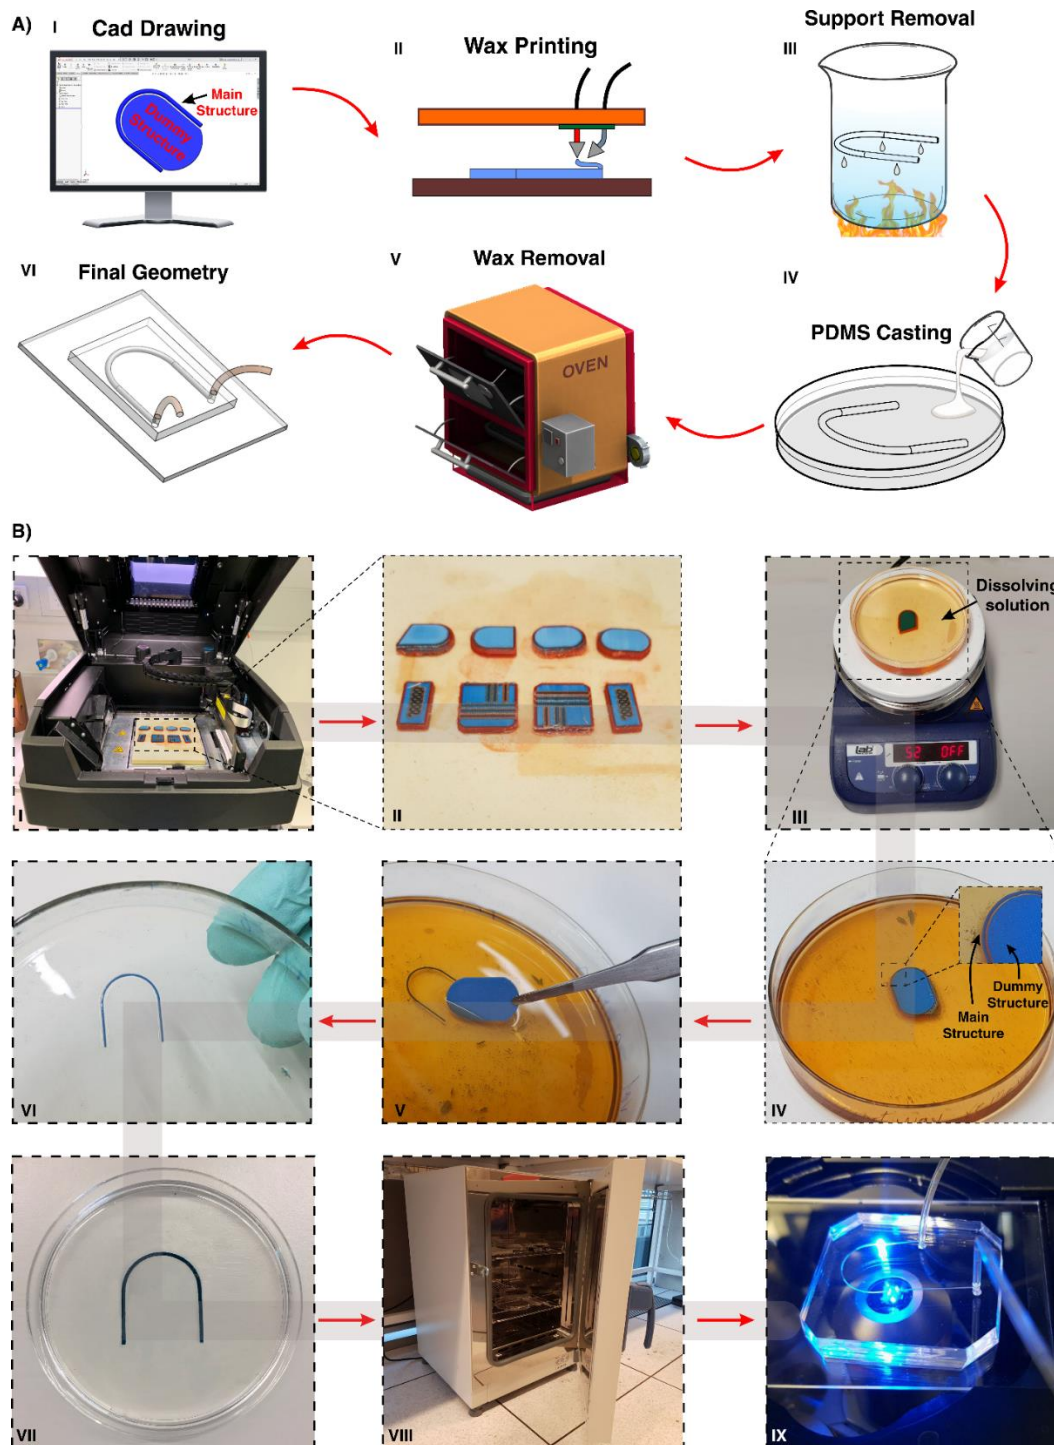 A)
I
Cad Drawing
Main
Structure
Dummy
Structure
II
Wax Printing
III
Support Removal
IV
PDMS Casting
V
Wax Removal
OVEN
VI
Final Geometry
B)
I
II
Dissolving
solution
lab
52 OFF
III
Dummy
Structure
Main
Structure
IV
V
VI
VII
VIII
IX